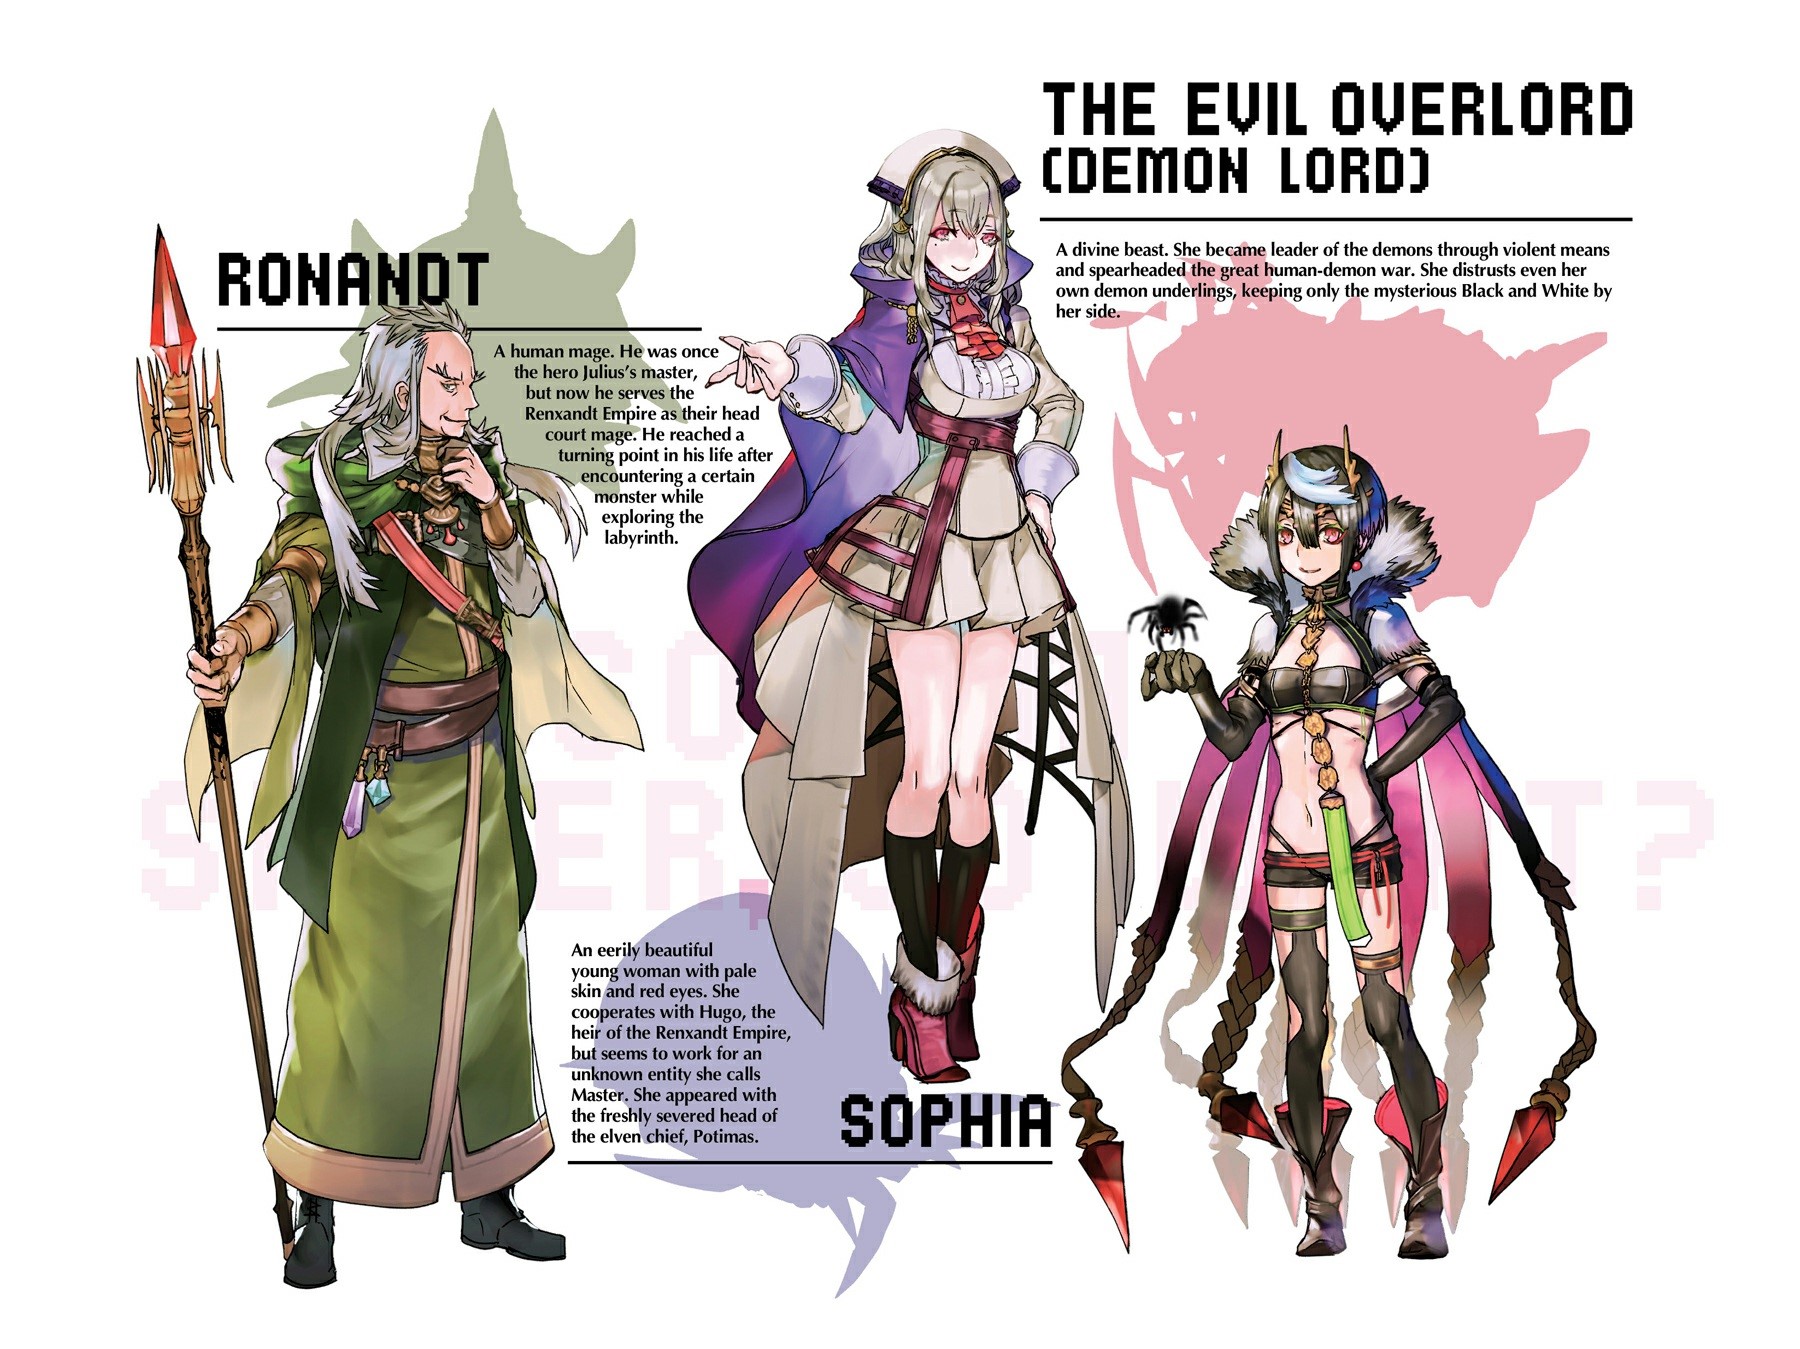 RONANDT
A human mage. He was once
the hero Julius's master,
but now he serves the
Renxandt Empire as their head
court mage. He reached a
turning point in his life after
encountering a certain
monster while
exploring the
labyrinth.
THE EVIL OVERLORD
(DEMON LORD)
A divine beast. She became leader of the demons through violent means
and spearheaded the great human-demon war. She distrusts even her
own demon underlings, keeping only the mysterious Black and White by
her side.
An eerily beautiful
young woman with pale
skin and red eyes. She
cooperates with Hugo, the
heir of the Renxandt Empire,
but seems to work for an
unknown entity she calls
Master. She appeared with
the freshly severed head of
the elven chief, Potimas.
SOPHIA